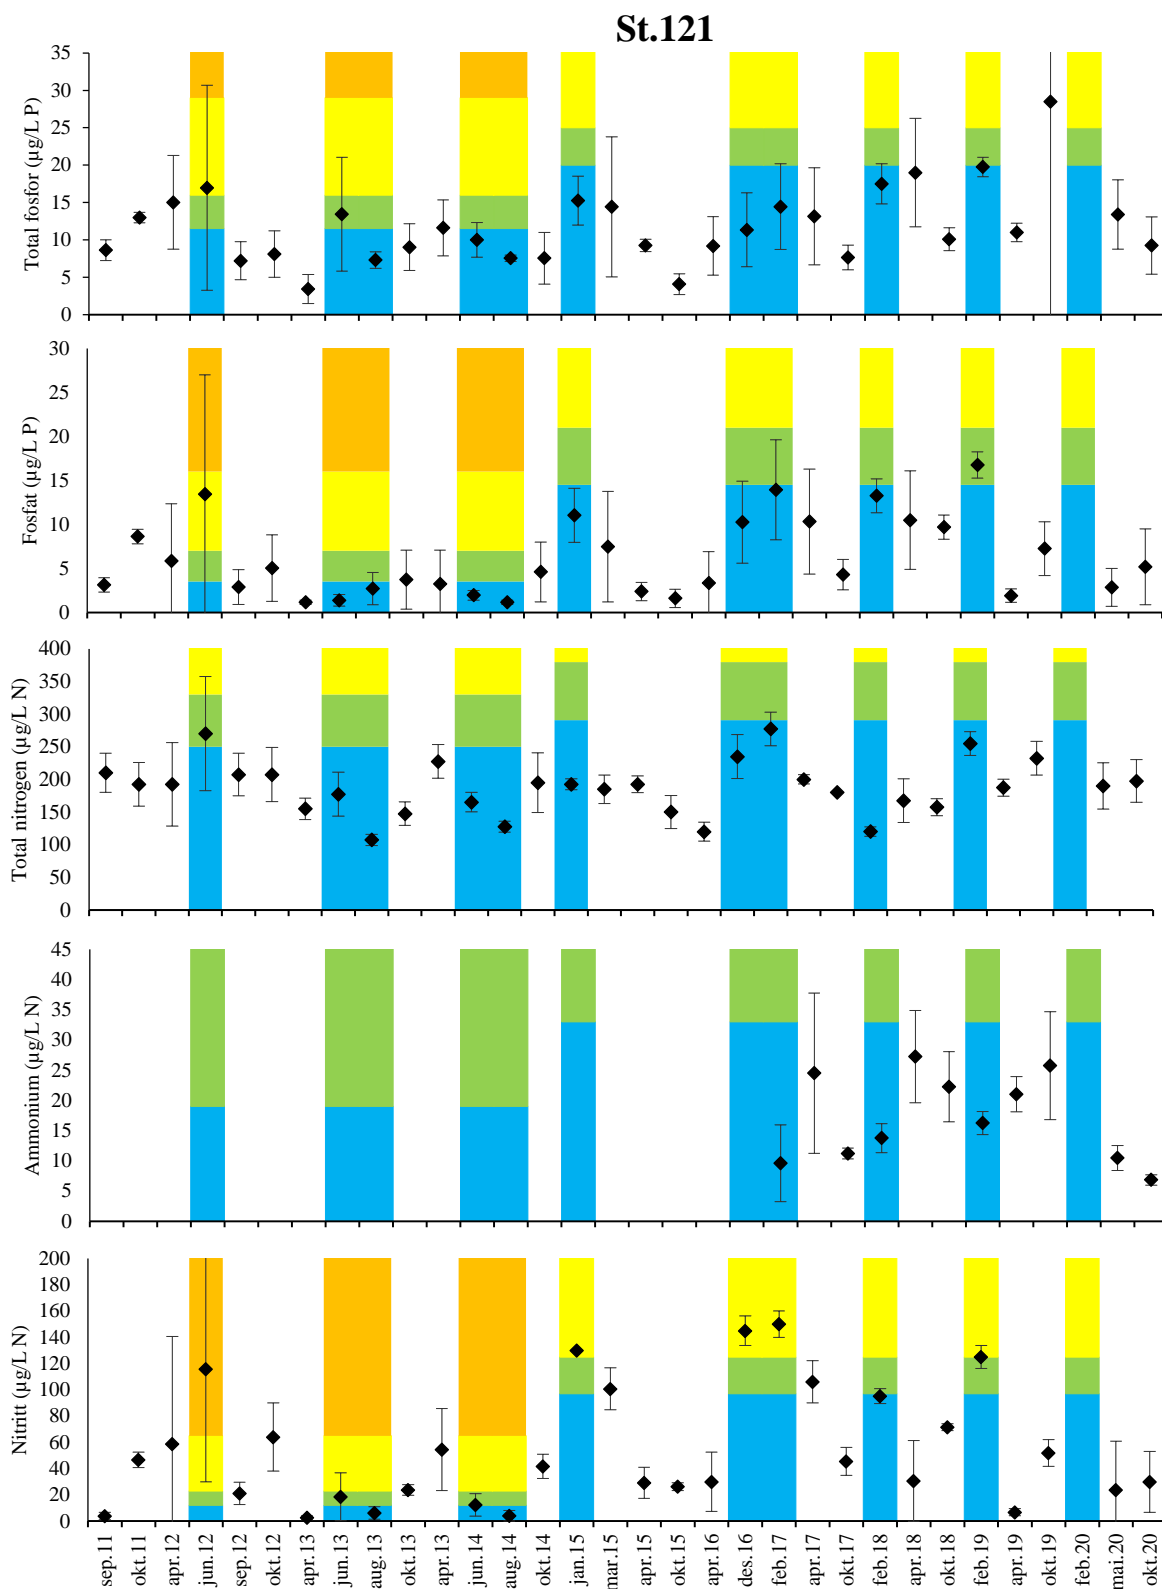 St.121
Total fosfor (µg/L P)
35
30
25
20
15
10
5
0
Fosfat (µg/L P)
30
25
20
15
10
5
0
Total nitrogen (µg/L N)
400
350
300
250
200
150
100
50
0
Ammonium (µg/L N)
45
40
35
30
25
20
15
10
5
0
Nitritt (µg/L N)
200
180
160
140
120
100
80
60
40
20
0
sep.11
okt.11
apr.12
jun.12
sep.12
okt.12
apr.13
jun.13
aug.13
okt.13
apr.13
jun.14
aug.14
okt.14
jan.15
mar.15
apr.15
okt.15
apr.16
des.16
feb.17
apr.17
okt.17
feb.18
apr.18
okt.18
feb.19
apr.19
okt.19
feb.20
mai.20
okt.20